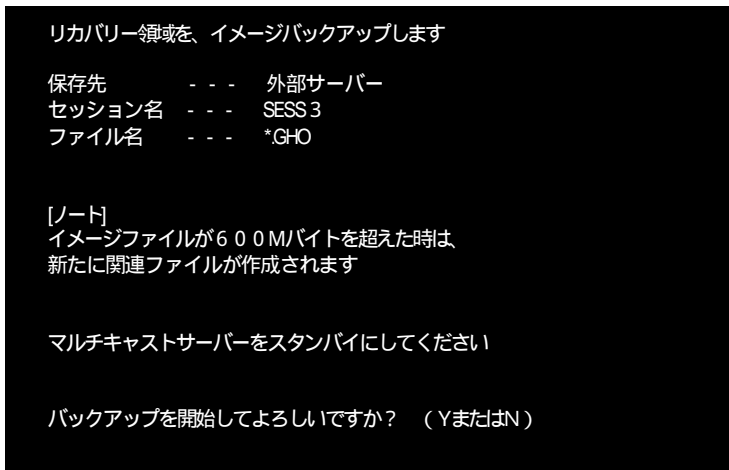 リカバリー領域を、イメージバックアップします
保存先　　　- - -　外部サーバー
セッション名　- - -　SESS３
ファイル名　　- - -　*.GHO
[ノート]
イメージファイルが６００Mバイトを超えた時は、
新たに関連ファイルが作成されます
マルチキャストサーバーをスタンバイにしてください
バックアップを開始してよろしいですか？　（YまたはN）